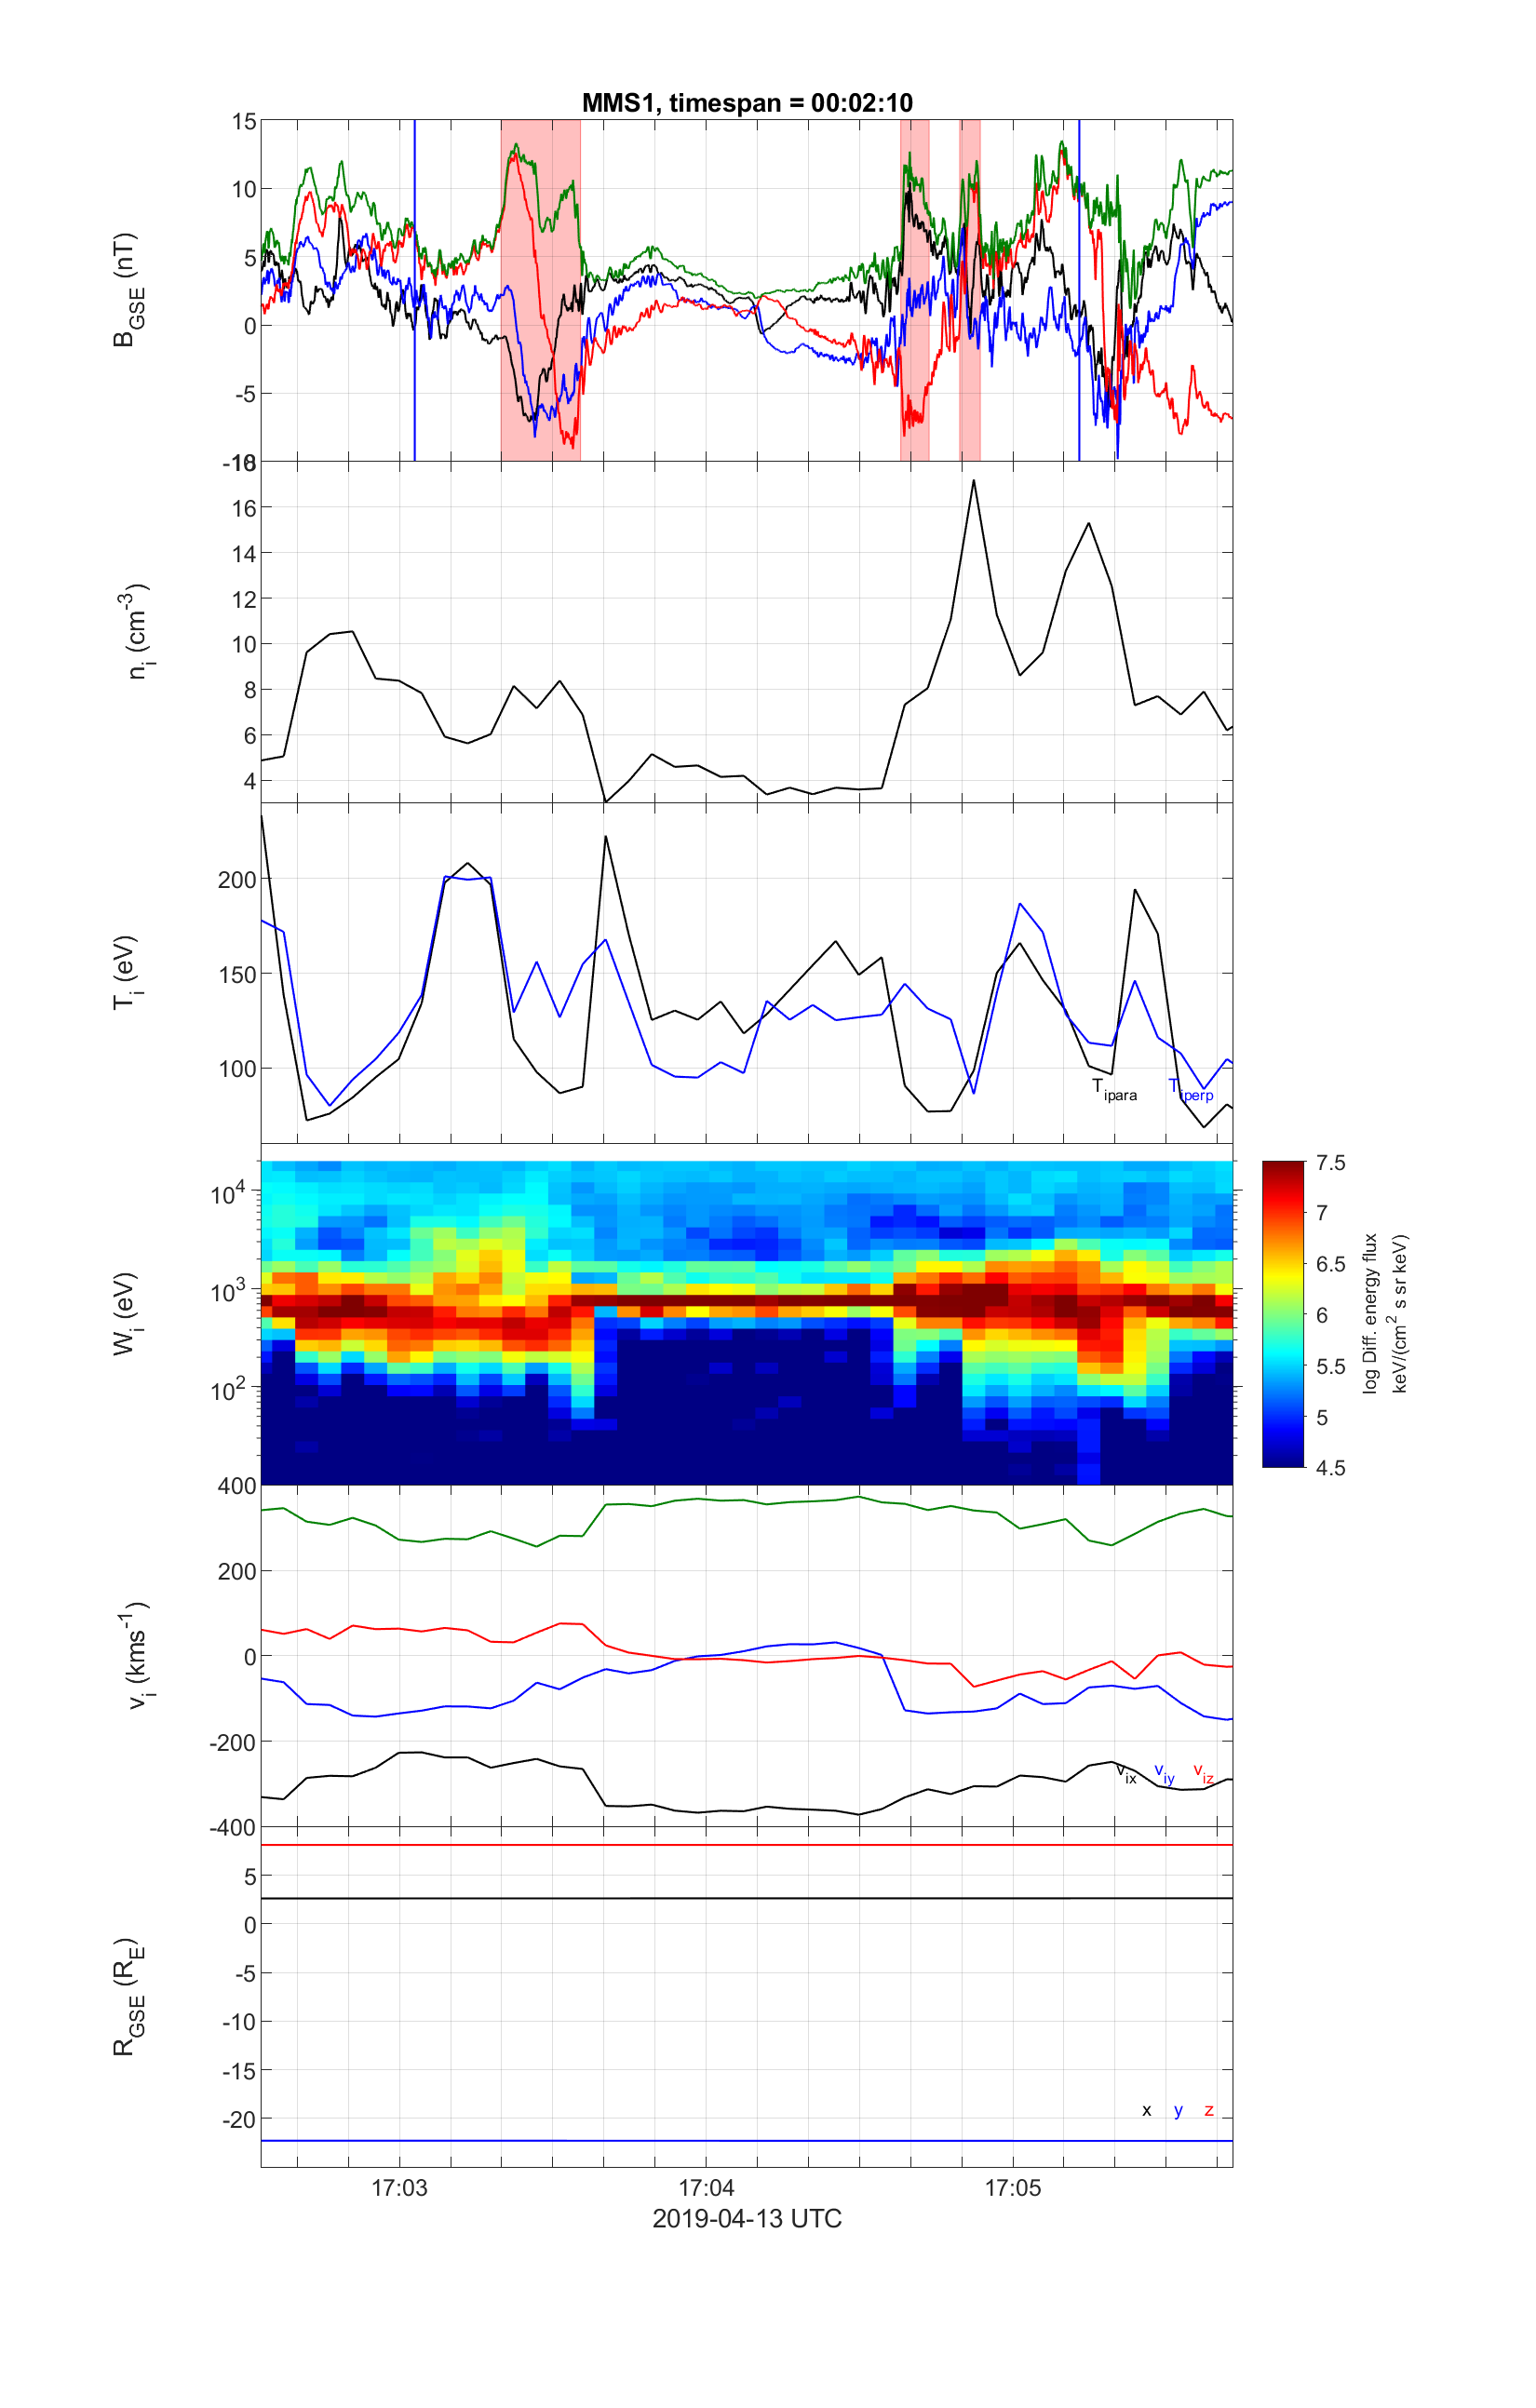 MMS1, timespan = 00:02:10
15
10
5
0
-5
-10
B_GSE (nT)
18
16
14
12
10
8
6
4
n_i (cm^-3)
200
150
100
T_i (eV)
T_ipara T_iperp
10^4
10^3
10^2
W_i (eV)
7.5
7
6.5
6
5.5
5
4.5
log Diff. energy flux
keV/(cm^2 s sr keV)
400
200
0
-200
-400
v_i (kms^-1)
v_ix v_iy v_iz
5
0
-5
-10
-15
-20
R_GSE (R_E)
x y z
17:03 17:04 17:05
2019-04-13 UTC